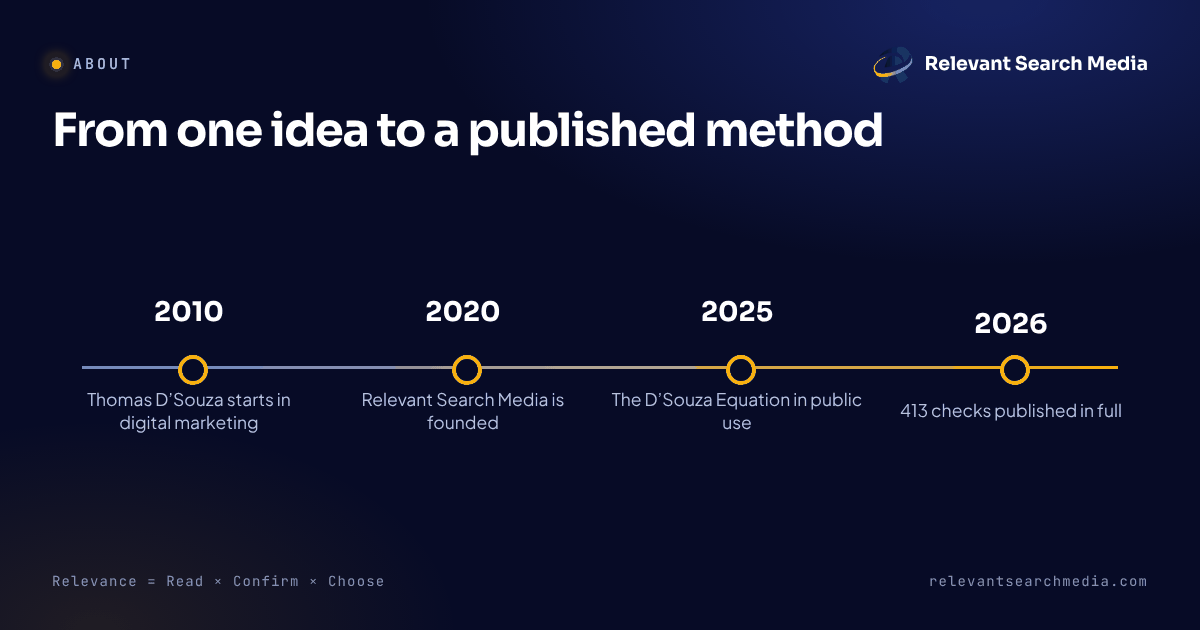 ABOUT
Relevant Search Media
From one idea to a published method
2010
2020
2025
2026
Thomas D’Souza starts in
digital marketing
Relevant Search Media is
founded
The D’Souza Equation in public
use
413 checks published in full
Relevance = Read × Confirm × Choose
relevantsearchmedia.com